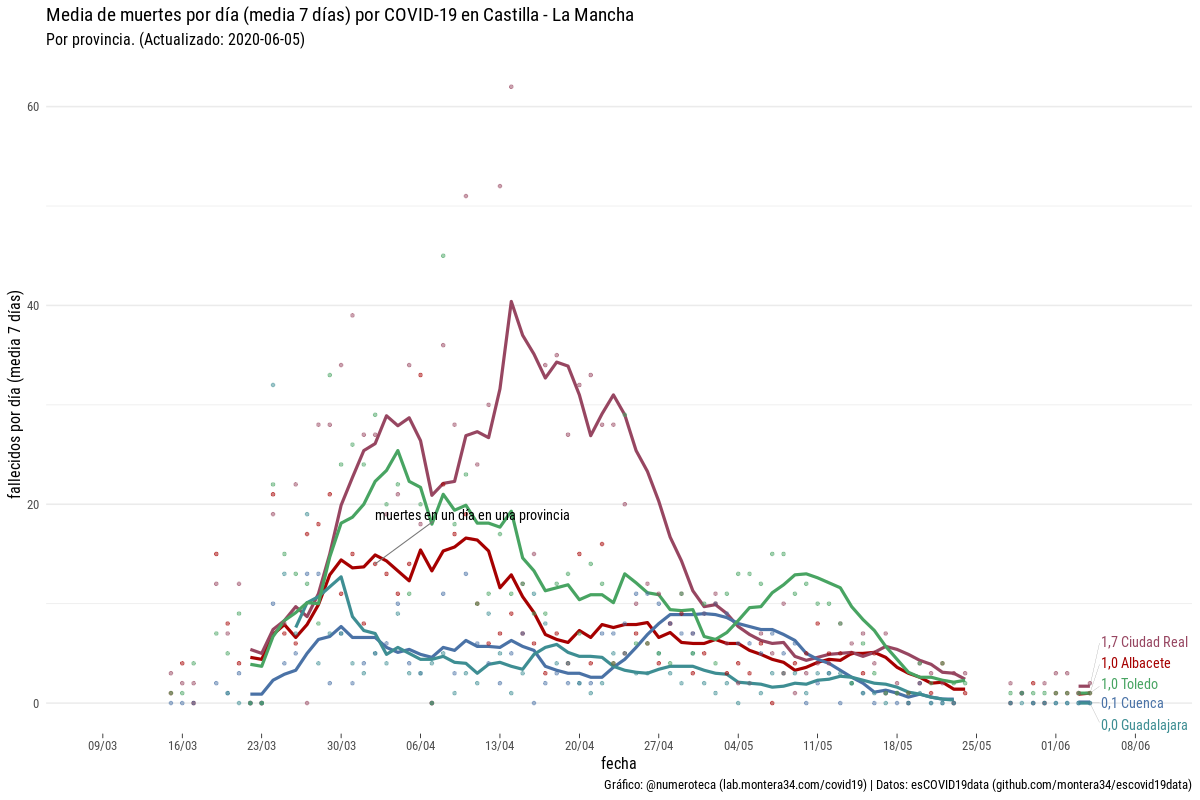 Media de muertes por día (media 7 días) por COVID-19 en Castilla - La Mancha
Por provincia. (Actualizado: 2020-06-05)
fallecidos por día (media 7 días)
60
40
20
0
muertes en un día en una provincia
1,7 Ciudad Real
1,0 Albacete
1,0 Toledo
0,1 Cuenca
0,0 Guadalajara
09/03 16/03 23/03 30/03 06/04 13/04 20/04 27/04 04/05 11/05 18/05 25/05 01/06 08/06
fecha
Gráfico: @numeroteca (lab.montera34.com/covid19) | Datos: esCOVID19data (github.com/montera34/escovid19data)